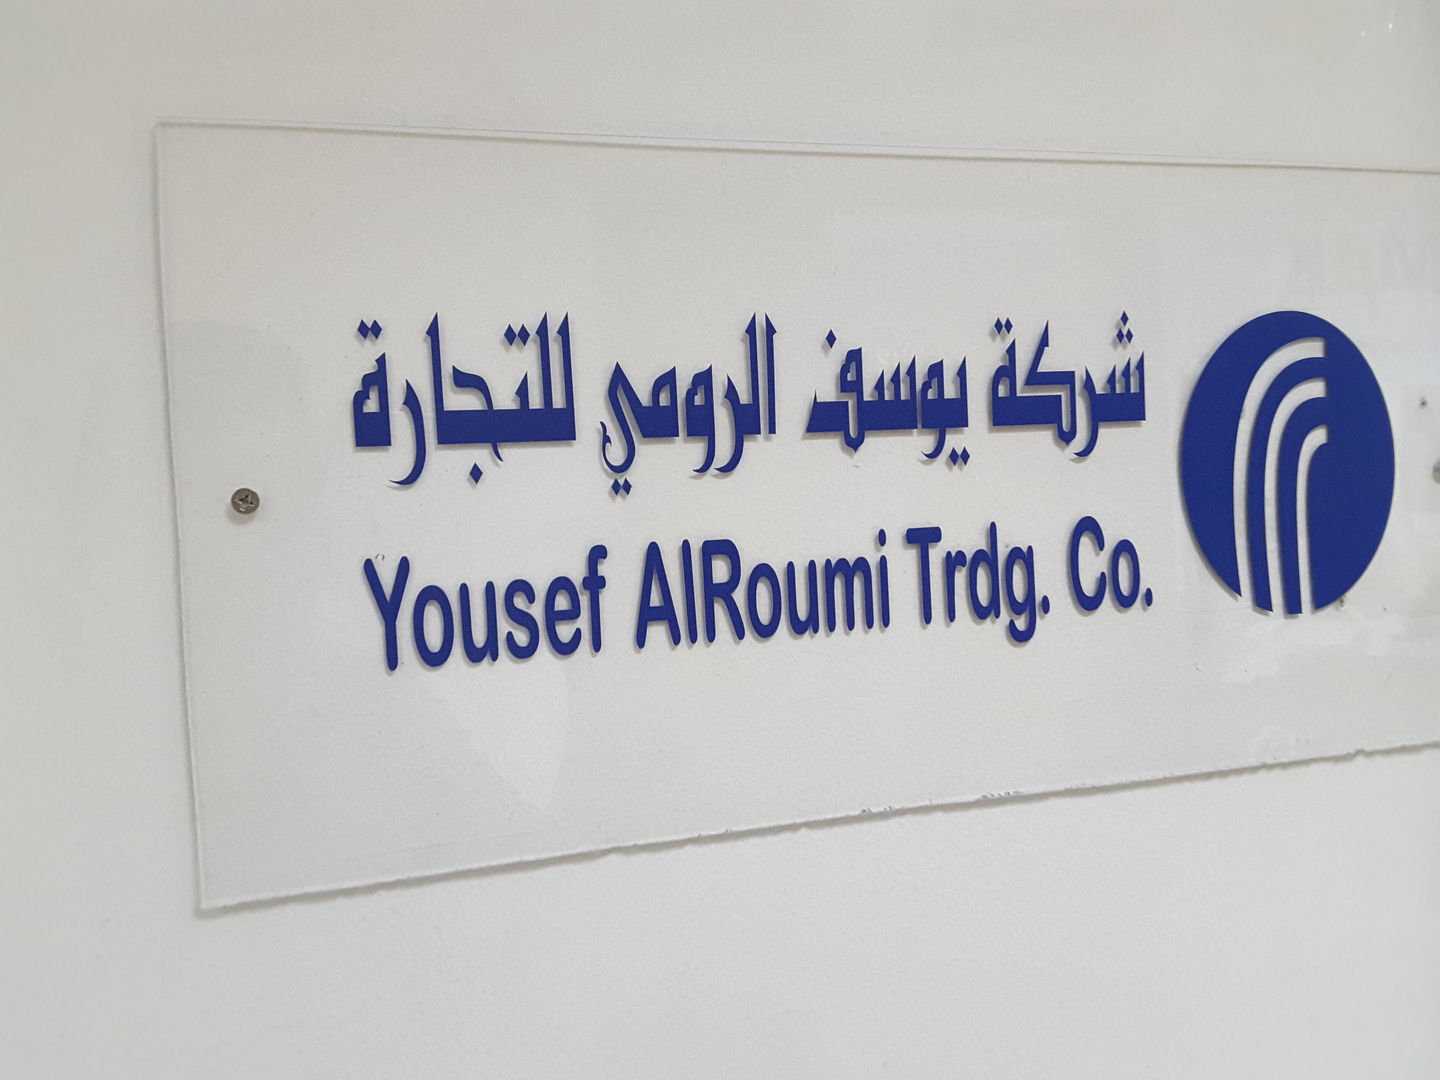 شركة يوسف الرومي للتجارة
Yousef AlRoumi Trdg. Co.